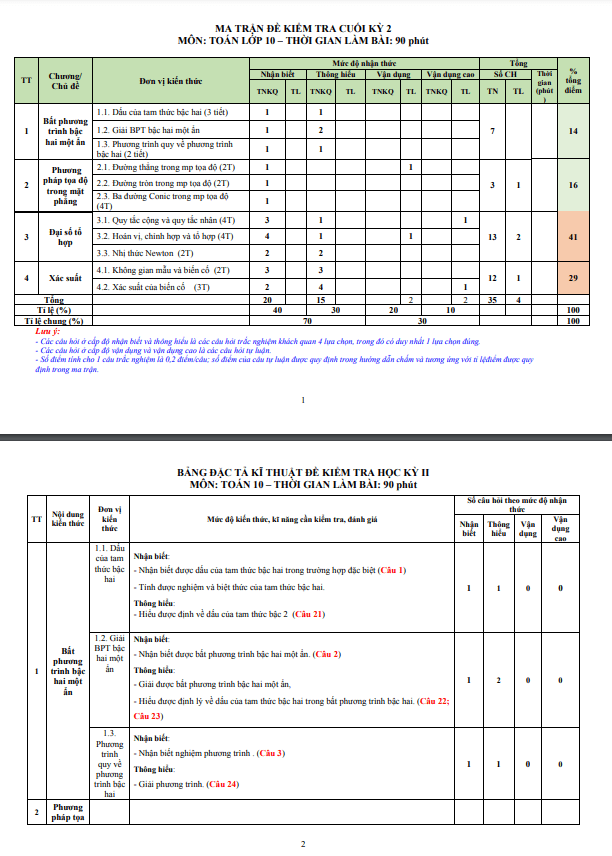 MA TRẬN ĐỀ KIỂM TRA CUỐI KỲ 2
MÔN: TOÁN LỚP 10 – THỜI GIAN LÀM BÀI: 90 phút
TT Chương/ Chủ đề Đơn vị kiến thức Mức độ nhận thức Tổng % tổng điểm
Nhận biết Thông hiểu Vận dụng Vận dụng cao Số CH Thời gian (phút)
TNKQ TL TNKQ TL TNKQ TL TNKQ TL TN TL
1 Bất phương trình bậc hai một ẩn 1.1. Dấu của tam thức bậc hai (3 tiết) 1 1 7 14
1.2. Giải BPT bậc hai một ẩn 1 2
1.3. Phương trình quy về phương trình bậc hai (2 tiết) 1 1
2 Phương pháp tọa độ trong mặt phẳng 2.1. Đường thẳng trong mp tọa độ (2T) 1 1 3 1 16
2.2. Đường tròn trong mp tọa độ (2T) 1
2.3. Ba đường Conic trong mp tọa độ (4T) 1
3 Đại số tổ hợp 3.1. Quy tắc cộng và quy tắc nhân (4T) 3 1 1 13 2 41
3.2. Hoán vị, chỉnh hợp và tổ hợp (4T) 4 1 1
3.3. Nhị thức Newton (2T) 2 2
4 Xác suất 4.1. Không gian mẫu và biến cố (2T) 3 3 12 1 29
4.2. Xác suất của biến cố (3T) 2 4 1
Tổng 20 15 2 2 35 4
Tỉ lệ (%) 40 30 20 10 100
Tỉ lệ chung (%) 70 30 100
Lưu ý:
- Các câu hỏi ở cấp độ nhận biết và thông hiểu là các câu hỏi trắc nghiệm khách quan 4 lựa chọn, trong đó có duy nhất 1 lựa chọn đúng.
- Các câu hỏi ở cấp độ vận dụng và vận dụng cao là các câu hỏi tự luận.
- Số điểm tính cho 1 câu trắc nghiệm là 0,2 điểm/câu; số điểm của câu tự luận được quy định trong hướng dẫn chấm và tương ứng với tỉ lệđiểm được quy
định trong ma trận.
1
BẢNG ĐẶC TẢ KĨ THUẬT ĐỀ KIỂM TRA HỌC KỲ II
MÔN: TOÁN 10 – THỜI GIAN LÀM BÀI: 90 phút
TT Nội dung kiến thức Đơn vị kiến thức Mức độ kiến thức, kĩ năng cần kiểm tra, đánh giá Số câu hỏi theo mức độ nhận thức
Nhận biết Thông hiểu Vận dụng Vận dụng cao
1 Bất phương trình bậc hai một ẩn
1.1. Dấu của tam thức bậc hai
Nhận biết:
- Nhận biết được dấu của tam thức bậc hai trong trường hợp đặc biệt (Câu 1)
- Tính được nghiệm và biệt thức của tam thức bậc hai.
Thông hiểu:
- Hiểu được định về dấu của tam thức bậc 2 (Câu 21)
1 1 0 0
1.2. Giải BPT bậc hai một ẩn
Nhận biết:
- Nhận biết được bất phương trình bậc hai một ẩn. (Câu 2)
Thông hiểu:
- Giải được bất phương trình bậc hai một ẩn,
- Hiểu được định lý về dấu của tam thức bậc hai trong bất phương trình bậc hai. (Câu 22;
Câu 23)
1 2 0 0
1.3. Phương trình quy về phương trình bậc hai
Nhận biết:
- Nhận biết nghiệm phương trình . (Câu 3)
Thông hiểu:
- Giải phương trình. (Câu 24)
1 1 0 0
2 Phương pháp tọa
2